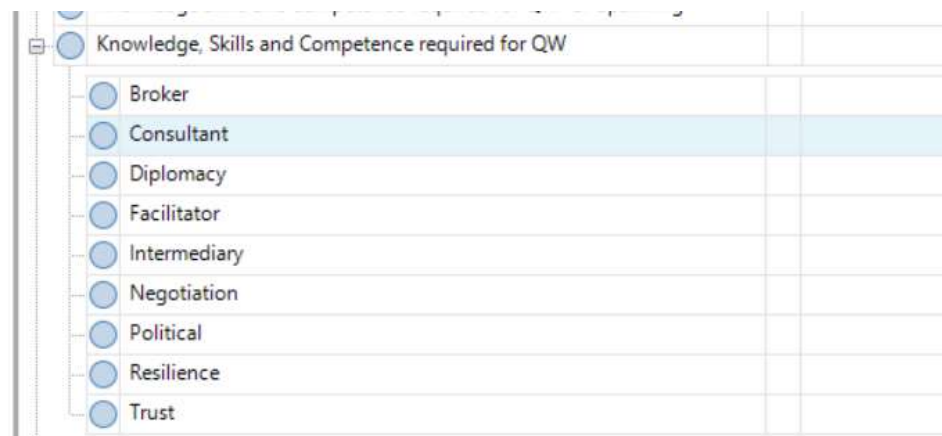 Knowledge, Skills and Competence required for QW
Broker
Consultant
Diplomacy
Facilitator
Intermediary
Negotiation
Political
Resilience
Trust